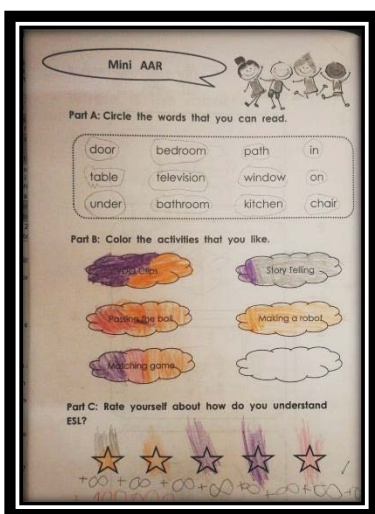 Mini AAR
Part A: Circle the words that you can read.
door bedroom path in
table television window on
under bathroom kitchen chair
Part B: Color the activities that you like.
Clips Story Telling
Passing the ball Making a robot
Matching game
Part C: Rate yourself about how do you understand
ESL?
+∞ +∞ +∞+∞+∞+∞+∞+∞